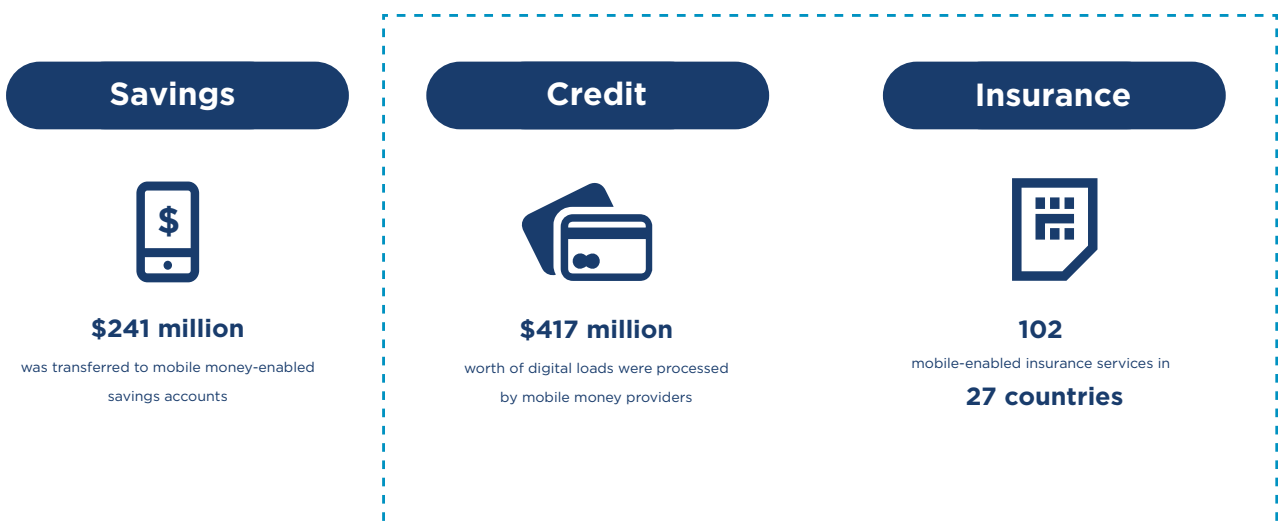 Savings
$
$241 million
was transferred to mobile money-enabled
savings accounts
Credit
$417 million
worth of digital loads were processed
by mobile money providers
Insurance
102
mobile-enabled insurance services in
27 countries